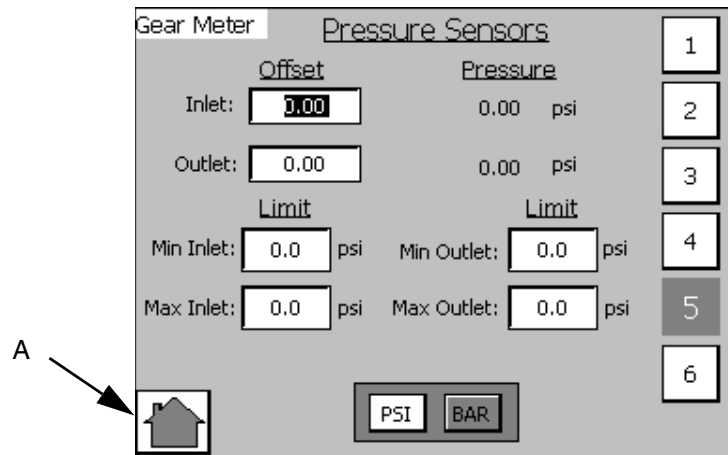 Gear Meter
Pressure Sensors
1
Offset Pressure
Inlet: 0.00 0.00 psi
2
Outlet: 0.00 0.00 psi
3
Limit Limit
Min Inlet: 0.0 psi Min Outlet: 0.0 psi
4
Max Inlet: 0.0 psi Max Outlet: 0.0 psi
5
A
6
PSI BAR